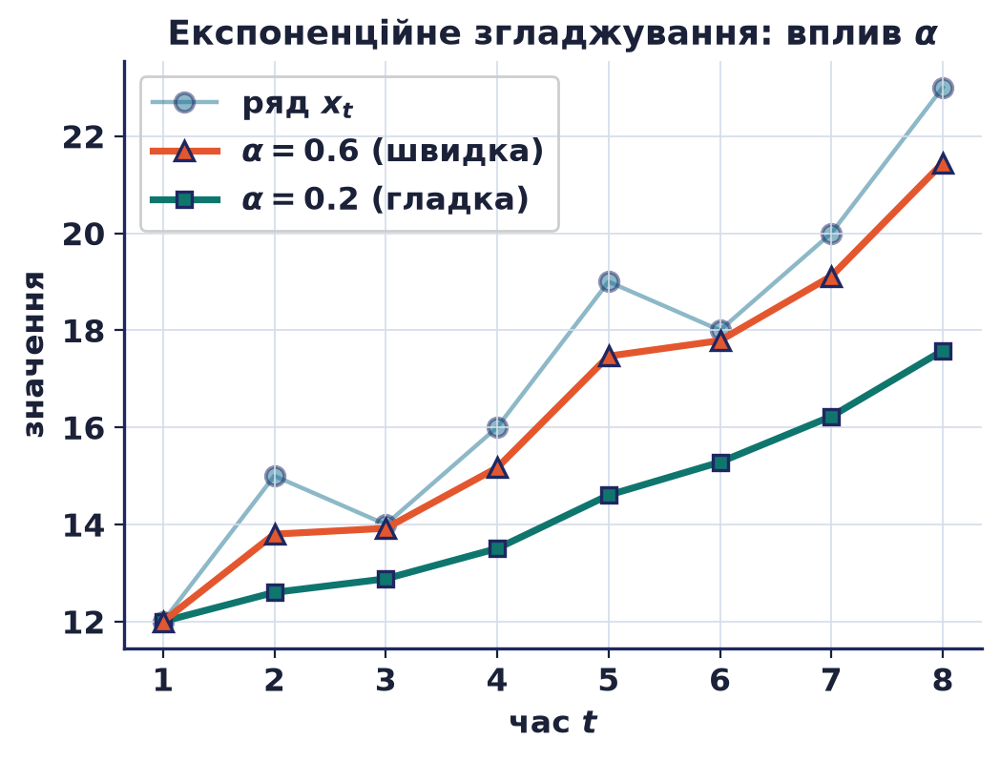 Експоненційне згладжування: вплив α
ряд xₜ
α = 0.6 (швидка)
α = 0.2 (гладка)
значення
22
20
18
16
14
12
1 2 3 4 5 6 7 8
час t